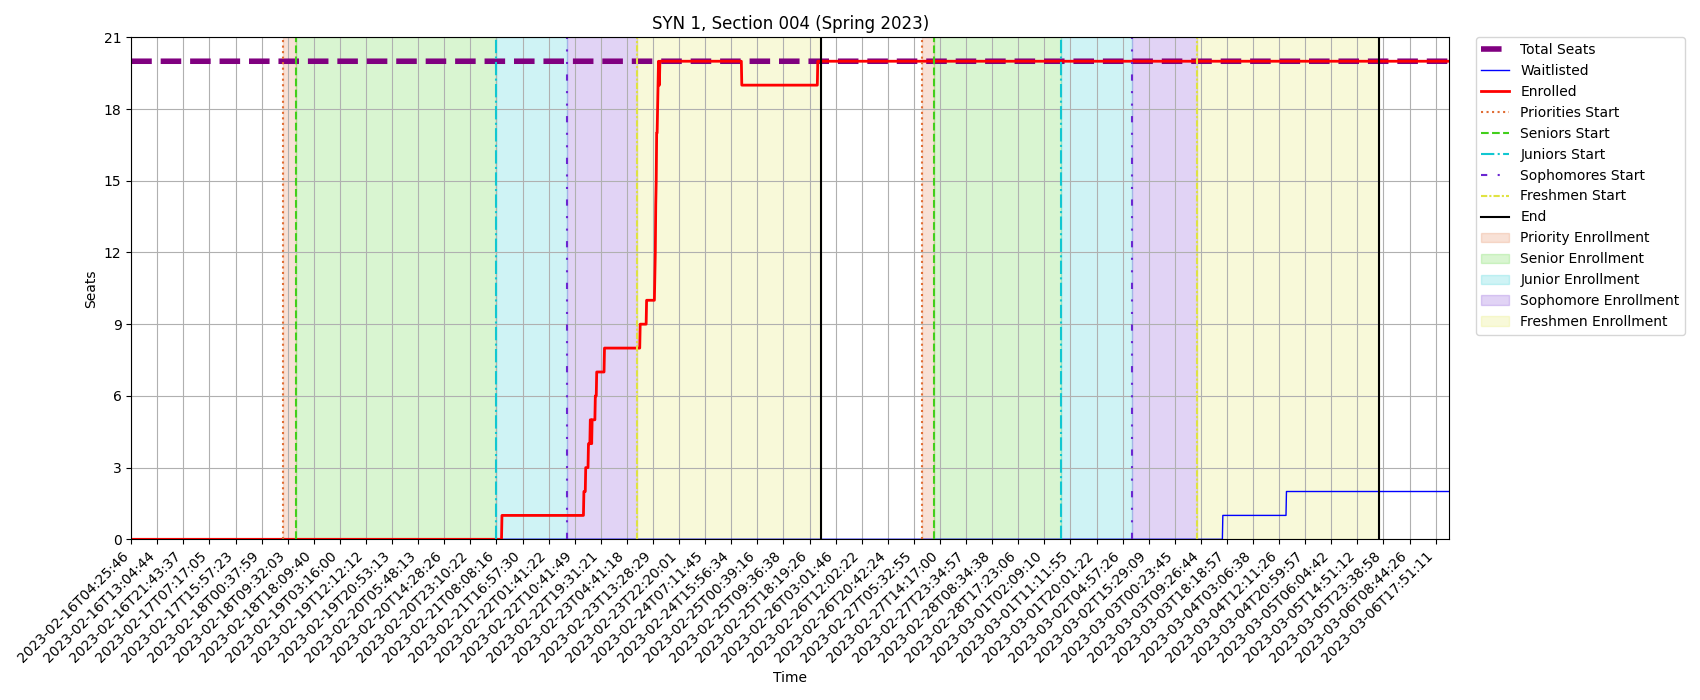 SYN 1, Section 004 (Spring 2023)
21
18
15
12
9
6
3
0
Seats
2023-02-16T04:25:46
2023-02-16T13:04:44
2023-02-16T21:43:37
2023-02-17T07:17:05
2023-02-17T15:57:23
2023-02-18T00:37:59
2023-02-18T09:32:03
2023-02-18T18:09:40
2023-02-19T03:16:00
2023-02-19T12:12:12
2023-02-19T20:53:13
2023-02-20T05:48:13
2023-02-20T14:28:26
2023-02-20T23:10:22
2023-02-21T08:08:16
2023-02-21T16:57:30
2023-02-22T01:41:22
2023-02-22T10:41:49
2023-02-22T19:31:21
2023-02-23T04:41:18
2023-02-23T13:28:29
2023-02-23T22:20:01
2023-02-24T07:11:45
2023-02-24T15:56:34
2023-02-25T00:39:16
2023-02-25T09:36:38
2023-02-25T18:19:26
2023-02-26T03:01:46
2023-02-26T12:02:22
2023-02-26T20:42:24
2023-02-27T05:32:55
2023-02-27T14:17:00
2023-02-27T23:34:57
2023-02-28T08:34:38
2023-02-28T17:23:06
2023-03-01T02:09:10
2023-03-01T11:11:55
2023-03-01T20:01:22
2023-03-02T04:57:26
2023-03-02T15:29:09
2023-03-03T00:23:45
2023-03-03T09:26:44
2023-03-03T18:18:57
2023-03-04T03:06:38
2023-03-04T12:11:26
2023-03-04T20:59:57
2023-03-05T06:04:42
2023-03-05T14:51:12
2023-03-05T23:38:58
2023-03-06T08:44:26
2023-03-06T17:51:11
Time
Total Seats
Waitlisted
Enrolled
Priorities Start
Seniors Start
Juniors Start
Sophomores Start
Freshmen Start
End
Priority Enrollment
Senior Enrollment
Junior Enrollment
Sophomore Enrollment
Freshmen Enrollment